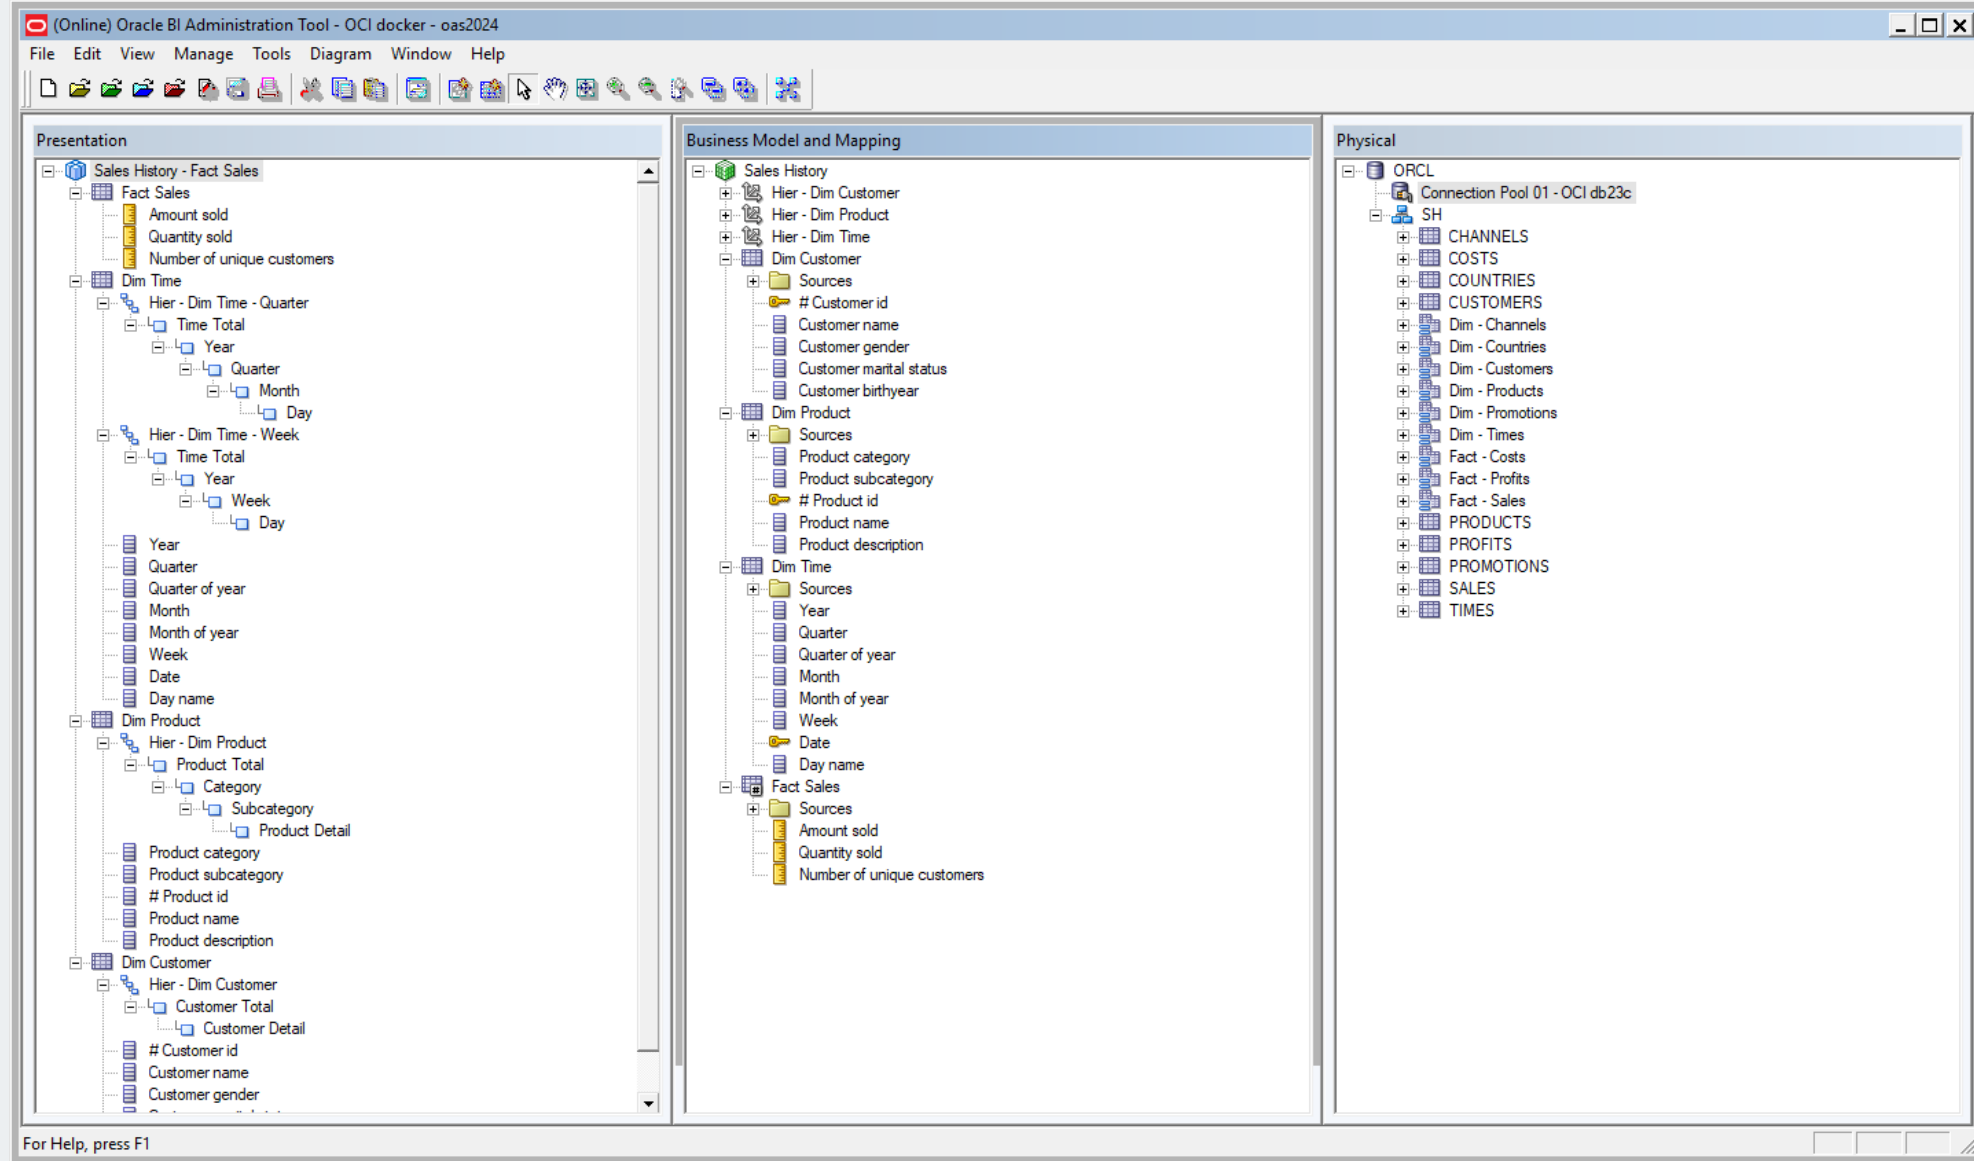 (Online) Oracle BI Administration Tool - OCI docker - oas2024
File Edit View Manage Tools Diagram Window Help
Presentation
Sales History - Fact Sales
Fact Sales
Amount sold
Quantity sold
Number of unique customers
Dim Time
Hier - Dim Time - Quarter
Time Total
Year
Quarter
Month
Day
Hier - Dim Time - Week
Time Total
Year
Week
Day
Year
Quarter
Quarter of year
Month
Month of year
Week
Date
Day name
Dim Product
Hier - Dim Product
Product Total
Category
Subcategory
Product Detail
Product category
Product subcategory
# Product id
Product name
Product description
Dim Customer
Hier - Dim Customer
Customer Total
Customer Detail
# Customer id
Customer name
Customer gender
Business Model and Mapping
Sales History
Hier - Dim Customer
Hier - Dim Product
Hier - Dim Time
Dim Customer
Sources
# Customer id
Customer name
Customer gender
Customer marital status
Customer birthyear
Dim Product
Sources
Product category
Product subcategory
# Product id
Product name
Product description
Dim Time
Sources
Year
Quarter
Quarter of year
Month
Month of year
Week
Date
Day name
Fact Sales
Sources
Amount sold
Quantity sold
Number of unique customers
Physical
ORCL
Connection Pool 01 - OCI db23c
SH
CHANNELS
COSTS
COUNTRIES
CUSTOMERS
Dim - Channels
Dim - Countries
Dim - Customers
Dim - Products
Dim - Promotions
Dim - Times
Fact - Costs
Fact - Profits
Fact - Sales
PRODUCTS
PROFITS
PROMOTIONS
SALES
TIMES
For Help, press F1